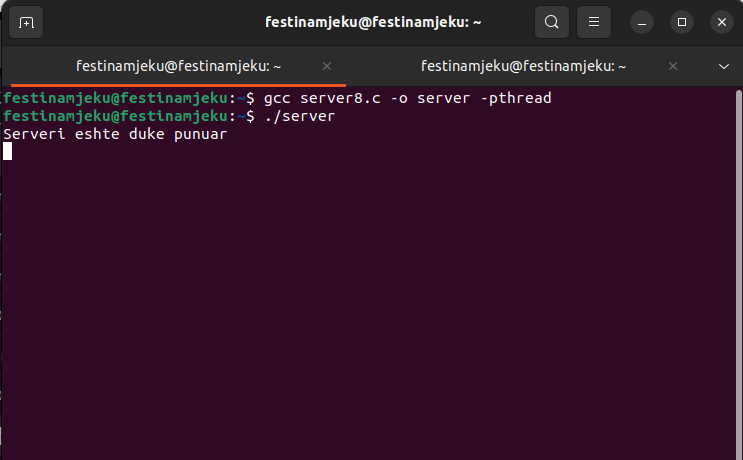 festinamjeku@festinamjeku: ~
festinamjeku@festinamjeku: ~
festinamjeku@festinamjeku: ~
festinamjeku@festinamjeku:~$ gcc server8.c -o server -pthread
festinamjeku@festinamjeku:~$ ./server
Serveri eshte duke punuar